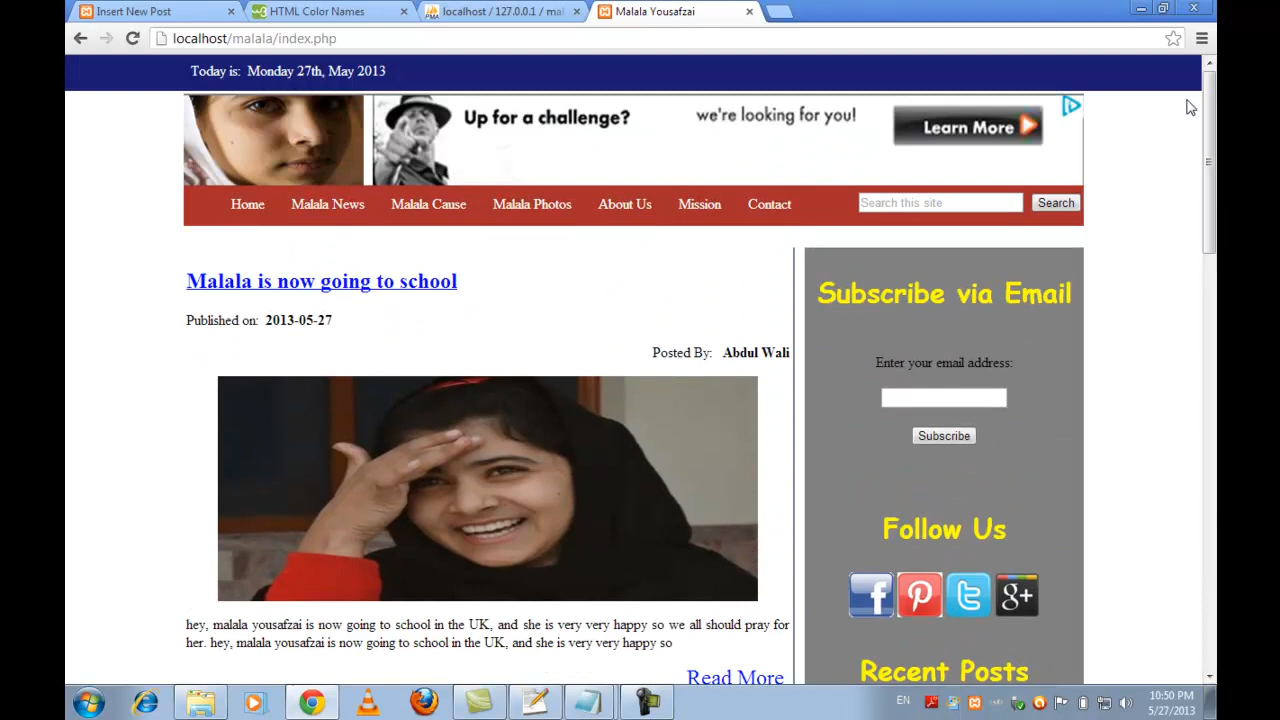 Insert New Post
HTML Color Names
localhost / 127.0.0.1 / mal
Malala Yousafzai
localhost/malala/index.php
Today is: Monday 27th, May 2013
Up for a challenge?
we're looking for you!
Learn More
Home
Malala News
Malala Cause
Malala Photos
About Us
Mission
Contact
Search this site
Search
Malala is now going to school
Published on: 2013-05-27
Posted By: Abdul Wali
hey, malala yousafzai is now going to school in the UK, and she is very very happy so we all should pray for
her. hey, malala yousafzai is now going to school in the UK, and she is very very happy so
Read More
Subscribe via Email
Enter your email address:
Subscribe
Follow Us
Recent Posts
EN
10:50 PM
5/27/2013